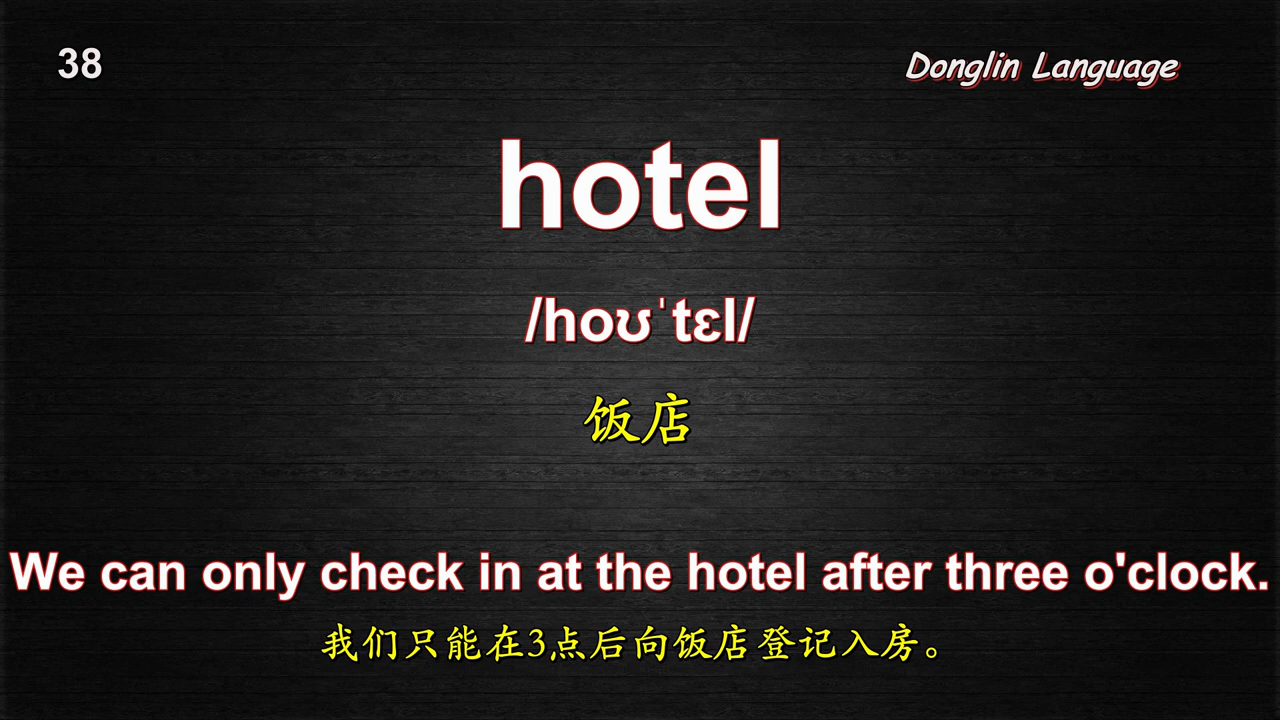 38
Donglin Language
hotel
/hoʊˈtɛl/
饭店
We can only check in at the hotel after three o'clock.
我们只能在3点后向饭店登记入房。